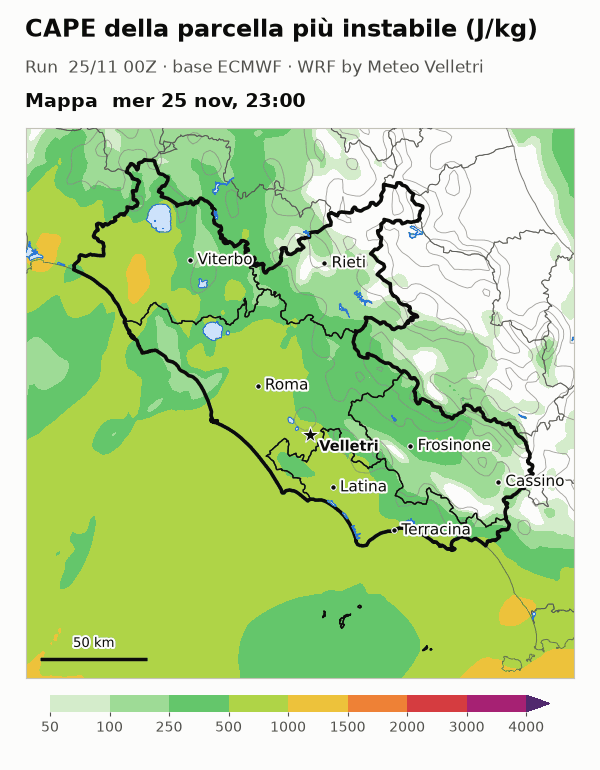 CAPE della parcella più instabile (J/kg)
Run  25/11 00Z · base ECMWF · WRF by Meteo Velletri
Mappa  mer 25 nov, 23:00
Viterbo
Rieti
Roma
Velletri
Frosinone
Cassino
Latina
Terracina
50 km
50 100 250 500 1000 1500 2000 3000 4000